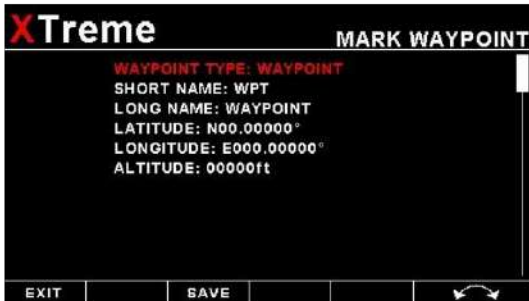 XTreme
MARK WAYPOINT
WAYPOINT TYPE: WAYPOINT
SHORT NAME: WPT
LONG NAME: WAYPOINT
LATITUDE: N00.00000°
LONGITUDE: E000.00000°
ALTITUDE: 00000ft
EXIT SAVE